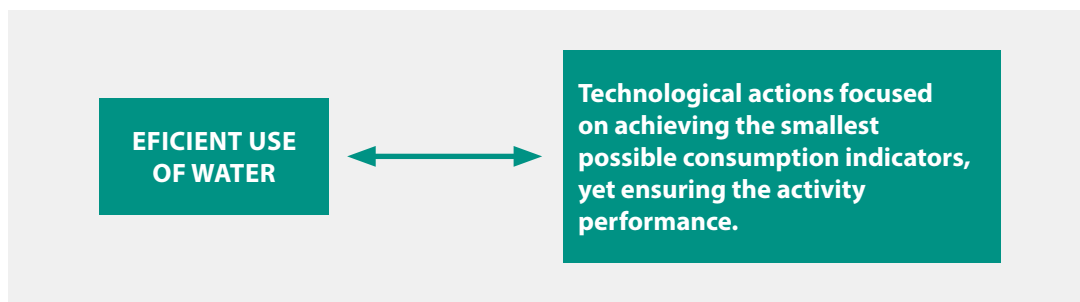 EFICIENT USE
OF WATER
Technological actions focused
on achieving the smallest
possible consumption indicators,
yet ensuring the activity
performance.